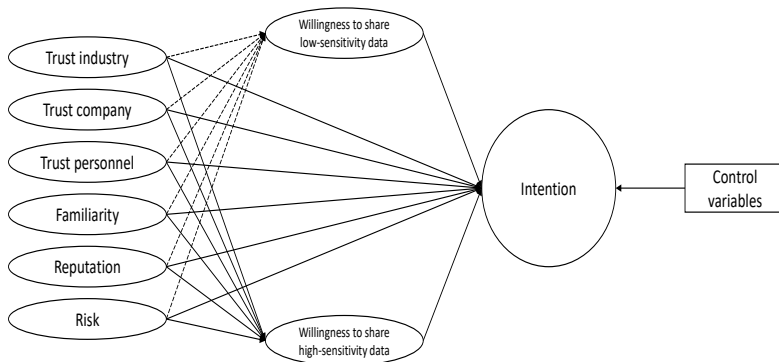 Willingness to share
low-sensitivity data
Trust industry
Trust company
Trust personnel
Familiarity
Reputation
Risk
Intention
Control
variables
Willingness to share
high-sensitivity data